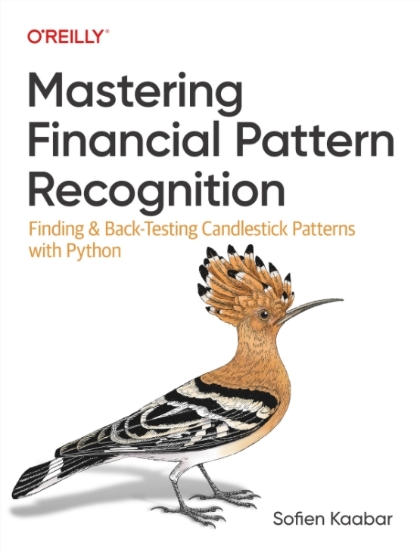 O'REILLY®
Mastering
Financial Pattern
Recognition
Finding & Back-Testing Candlestick Patterns
with Python
Sofien Kaabar